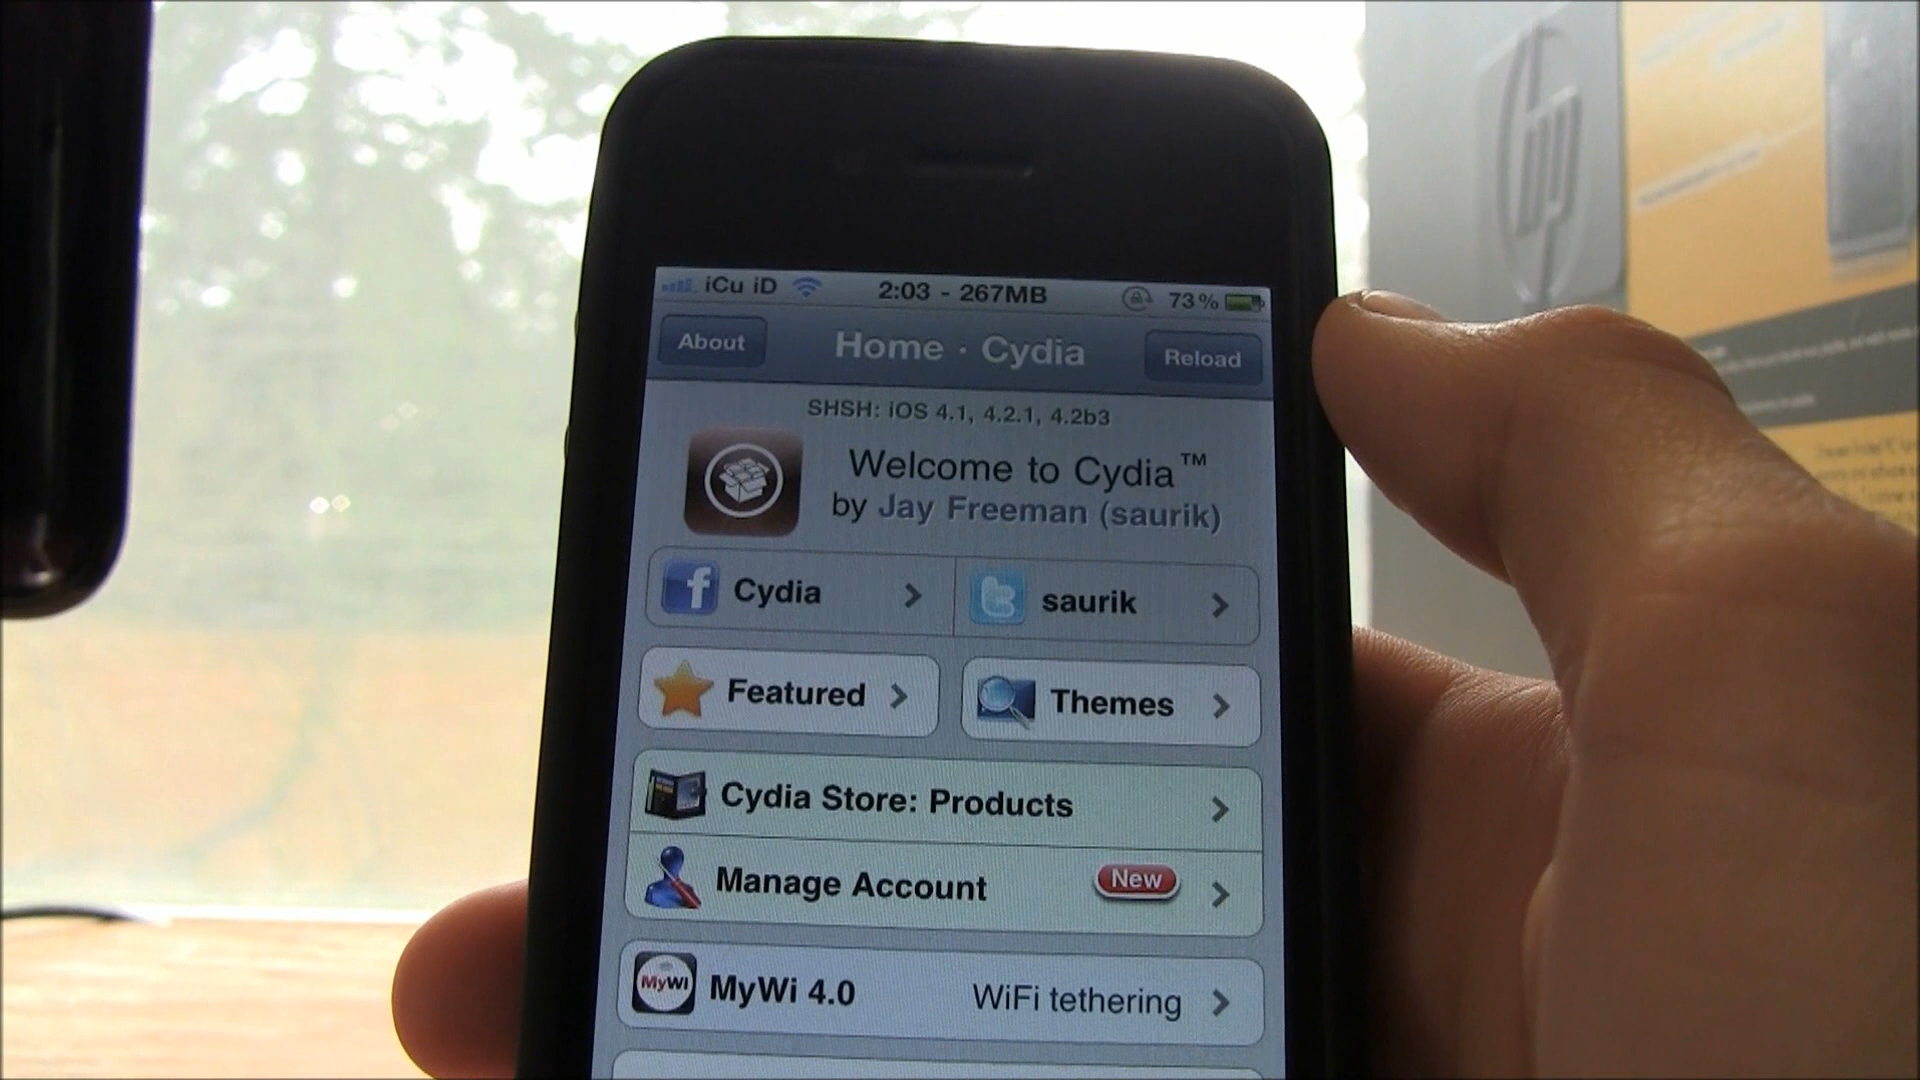 iCu iD 2:03 - 267MB 73%
About Home · Cydia Reload
SHSH: iOS 4.1, 4.2.1, 4.2b3
Welcome to Cydia™
by Jay Freeman (saurik)
f Cydia saurik
Featured Themes
Cydia Store: Products
Manage Account New
MyWi MyWi 4.0 WiFi tethering
hp